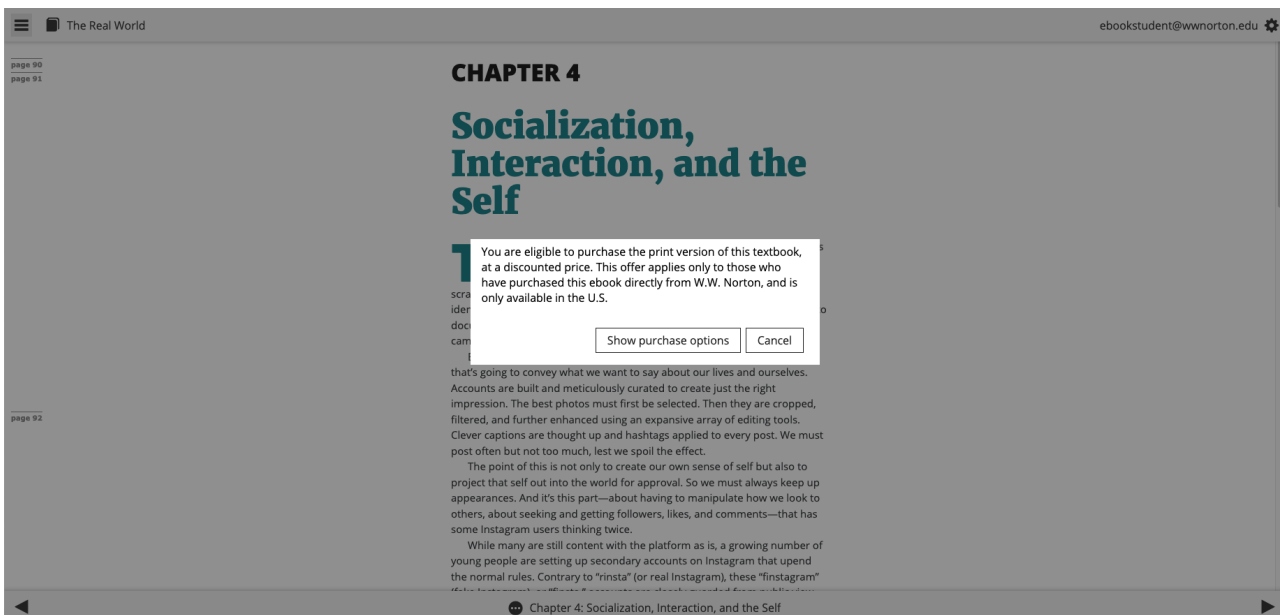 The Real World
ebookstudent@wwnorton.edu
page 90
page 91
CHAPTER 4
Socialization,
Interaction, and the
Self
You are eligible to purchase the print version of this textbook,
at a discounted price. This offer applies only to those who
have purchased this ebook directly from W.W. Norton, and is
only available in the U.S.
Show purchase options
Cancel
that's going to convey what we want to say about our lives and ourselves.
Accounts are built and meticulously curated to create just the right
impression. The best photos must first be selected. Then they are cropped,
page 92
filtered, and further enhanced using an expansive array of editing tools.
Clever captions are thought up and hashtags applied to every post. We must
post often but not too much, lest we spoil the effect.
The point of this is not only to create our own sense of self but also to
project that self out into the world for approval. So we must always keep up
appearances. And it's this part—about having to manipulate how we look to
others, about seeking and getting followers, likes, and comments—that has
some Instagram users thinking twice.
While many are still content with the platform as is, a growing number of
young people are setting up secondary accounts on Instagram that upend
the normal rules. Contrary to "rinsta" (or real Instagram), these "finstagram"
Chapter 4: Socialization, Interaction, and the Self